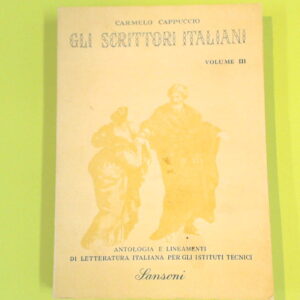 CARMELO CAPPUCCIO
GLI SCRITTORI ITALIANI
VOLUME III
ANTOLOGIA E LINEAMENTI
DI LETTERATURA ITALIANA PER GLI ISTITUTI TECNICI
Sansoni